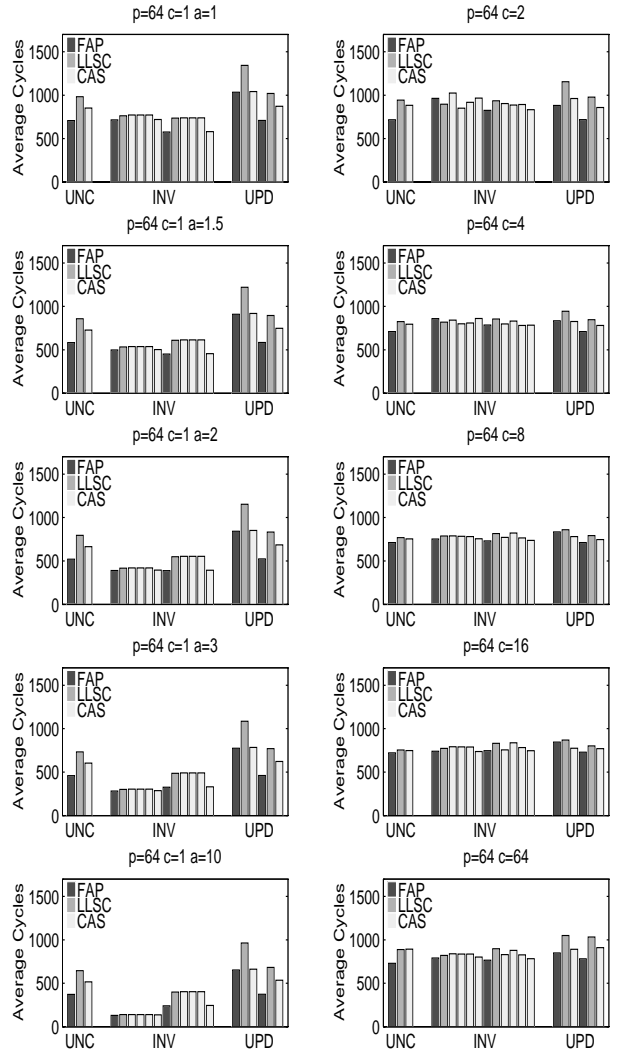 p=64 c=1 a=1
Average Cycles
1500
1000
500
0
FAP
LLSC
CAS
UNC INV UPD
p=64 c=2
Average Cycles
1500
1000
500
0
FAP
LLSC
CAS
UNC INV UPD
p=64 c=1 a=1.5
Average Cycles
1500
1000
500
0
FAP
LLSC
CAS
UNC INV UPD
p=64 c=4
Average Cycles
1500
1000
500
0
FAP
LLSC
CAS
UNC INV UPD
p=64 c=1 a=2
Average Cycles
1500
1000
500
0
FAP
LLSC
CAS
UNC INV UPD
p=64 c=8
Average Cycles
1500
1000
500
0
FAP
LLSC
CAS
UNC INV UPD
p=64 c=1 a=3
Average Cycles
1500
1000
500
0
FAP
LLSC
CAS
UNC INV UPD
p=64 c=16
Average Cycles
1500
1000
500
0
FAP
LLSC
CAS
UNC INV UPD
p=64 c=1 a=10
Average Cycles
1500
1000
500
0
FAP
LLSC
CAS
UNC INV UPD
p=64 c=64
Average Cycles
1500
1000
500
0
FAP
LLSC
CAS
UNC INV UPD